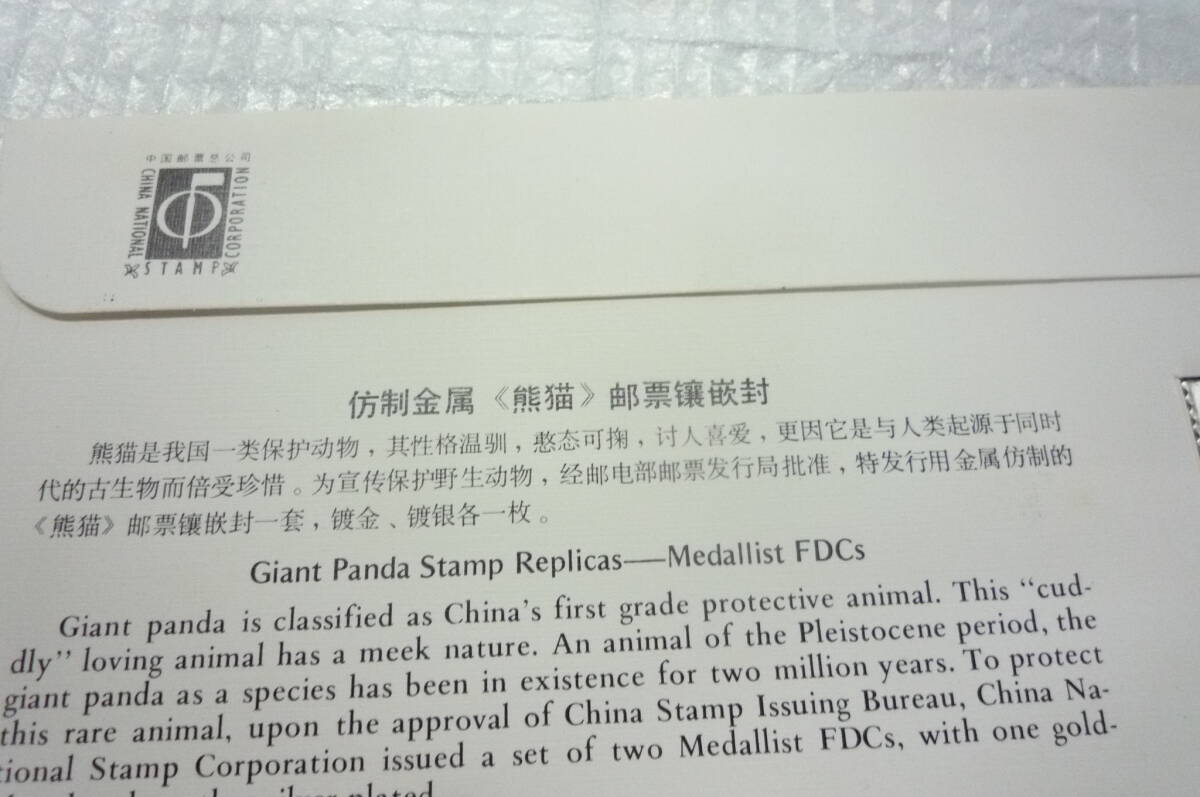 中国邮票总公司
CHINA NATIONAL
STAMP
CORPORATION
仿制金属《熊猫》邮票镶嵌封
熊猫是我国一类保护动物，其性格温驯，憨态可掬，讨人喜爱，更因它是与人类起源于同时
代的古生物而倍受珍惜。为宣传保护野生动物，经邮电部邮票发行局批准，特发行用金属仿制的
《熊猫》邮票镶嵌封一套，镀金、镀银各一枚。
Giant Panda Stamp Replicas—Medallist FDCs
Giant panda is classified as China's first grade protective animal. This “cud-
dly” loving animal has a meek nature. An animal of the Pleistocene period, the
giant panda as a species has been in existence for two million years. To protect
this rare animal, upon the approval of China Stamp Issuing Bureau, China Na-
tional Stamp Corporation issued a set of two Medallist FDCs, with one gold-
silver plated